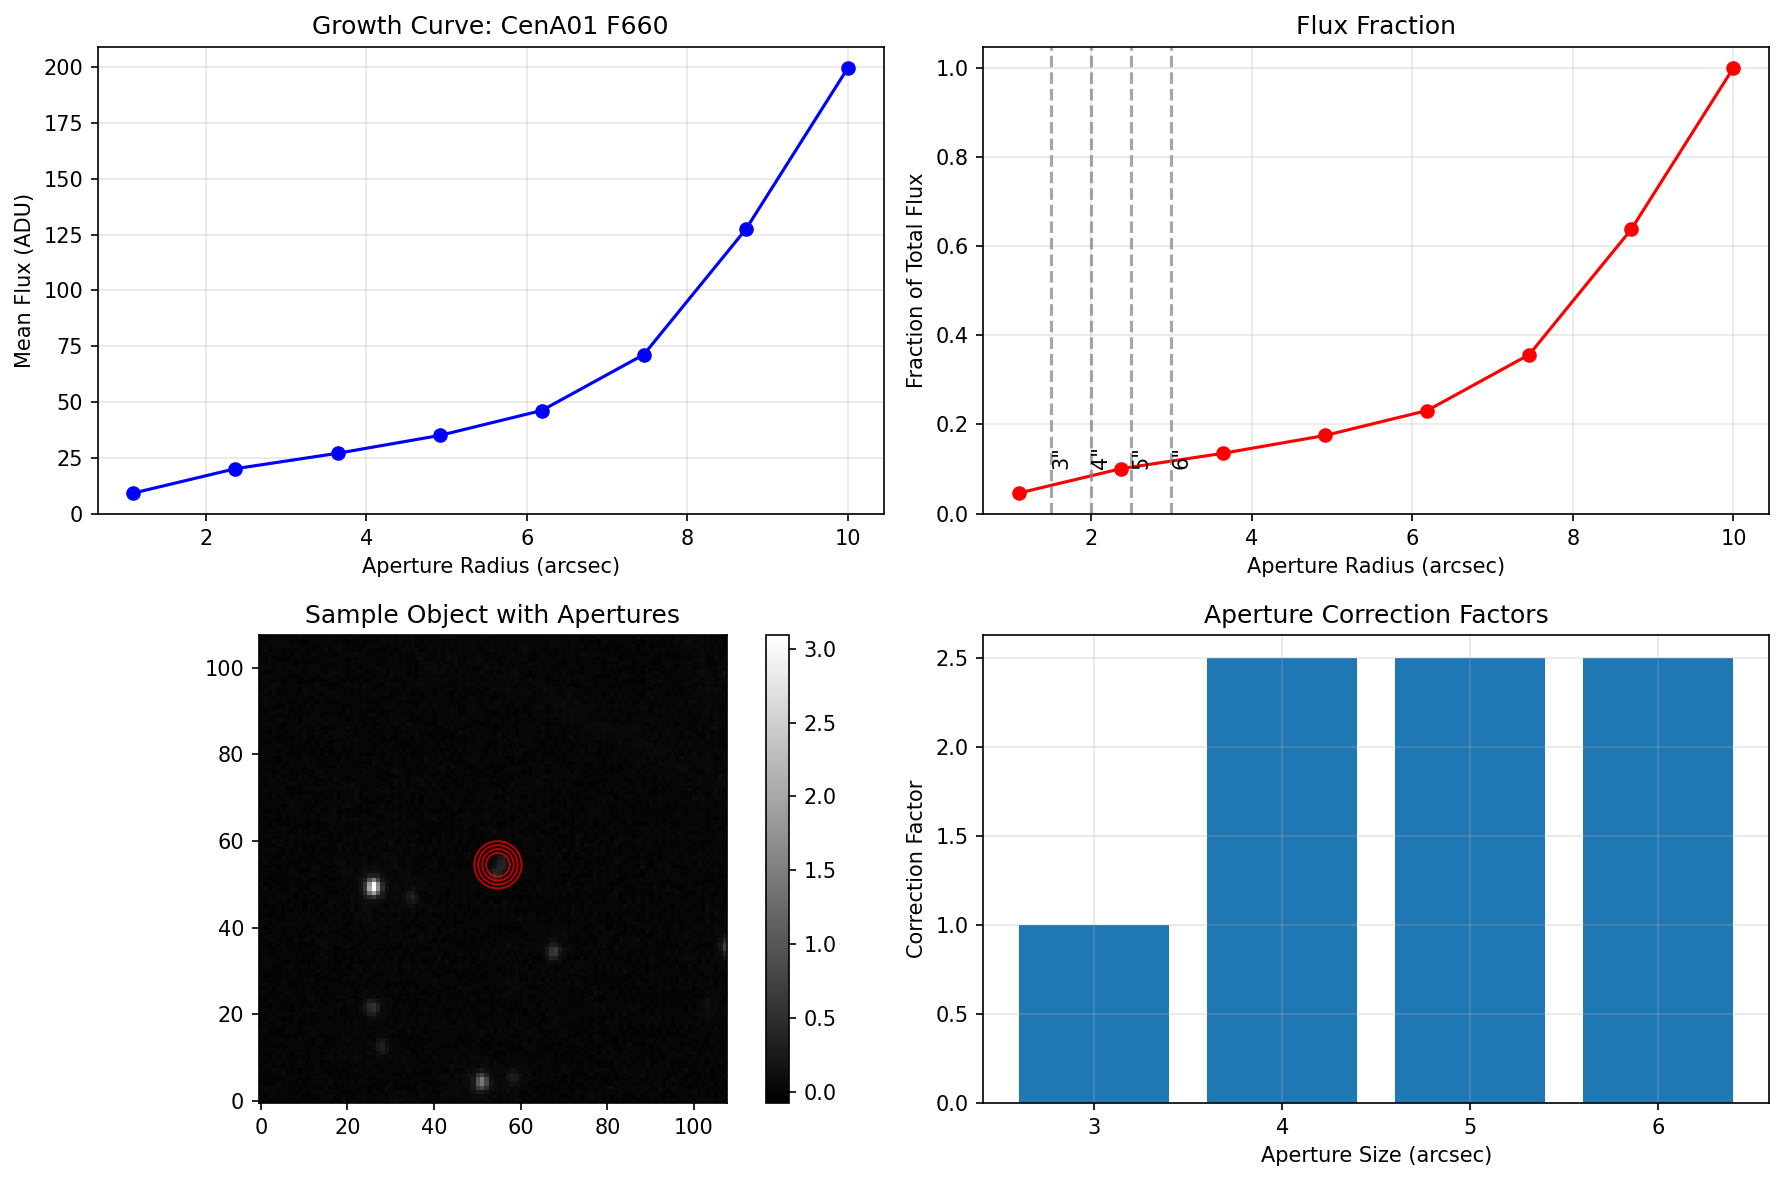 Growth Curve: CenA01 F660
Mean Flux (ADU)
200
175
150
125
100
75
50
25
0
2 4 6 8 10
Aperture Radius (arcsec)
Flux Fraction
Fraction of Total Flux
1.0
0.8
0.6
0.4
0.2
0.0
3" 4" 5" 6"
2 4 6 8 10
Aperture Radius (arcsec)
Sample Object with Apertures
100
80
60
40
20
0
0 20 40 60 80 100
3.0
2.5
2.0
1.5
1.0
0.5
0.0
Aperture Correction Factors
Correction Factor
2.5
2.0
1.5
1.0
0.5
0.0
3 4 5 6
Aperture Size (arcsec)